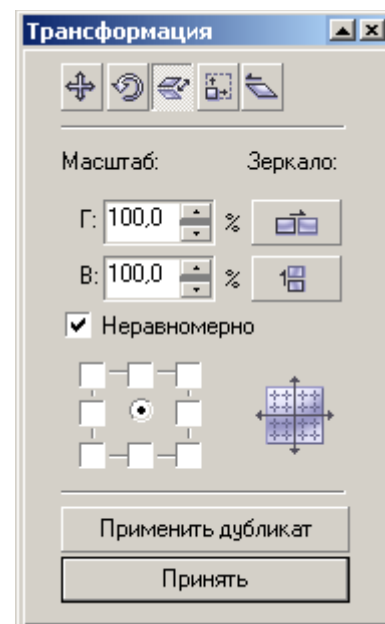 Трансформация
Масштаб: Зеркало:
Г: 100,0 %
В: 100,0 %
Неравномерно
Применить дубликат
Принять